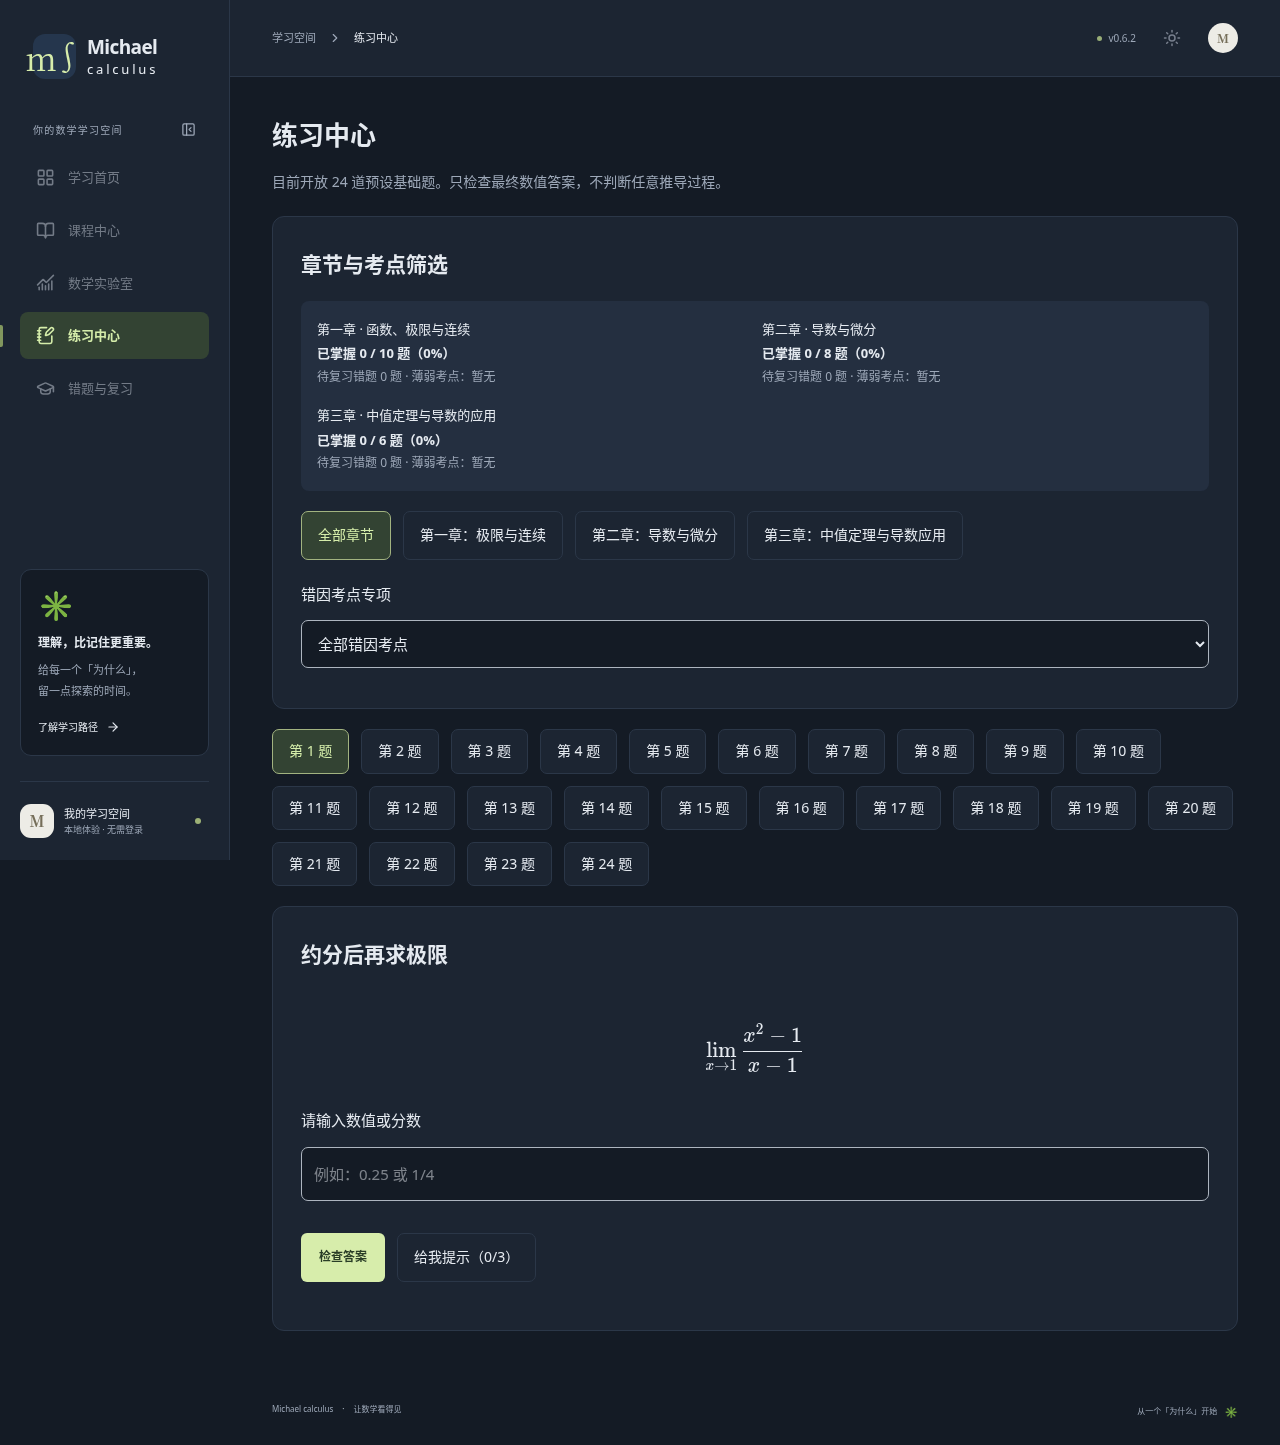 m∫
Michael
calculus
你的数学学习空间
学习首页
课程中心
数学实验室
练习中心
错题与复习
理解，比记住更重要。
给每一个「为什么」，
留一点探索的时间。
了解学习路径 →
M
我的学习空间
本地体验 · 无需登录
学习空间 > 练习中心
v0.6.2
M
练习中心
目前开放 24 道预设基础题。只检查最终数值答案，不判断任意推导过程。
章节与考点筛选
第一章 · 函数、极限与连续
已掌握 0 / 10 题（0%）
待复习错题 0 题 · 薄弱考点：暂无
第二章 · 导数与微分
已掌握 0 / 8 题（0%）
待复习错题 0 题 · 薄弱考点：暂无
第三章 · 中值定理与导数的应用
已掌握 0 / 6 题（0%）
待复习错题 0 题 · 薄弱考点：暂无
全部章节 第一章：极限与连续 第二章：导数与微分 第三章：中值定理与导数应用
错因考点专项
全部错因考点
第 1 题 第 2 题 第 3 题 第 4 题 第 5 题 第 6 题 第 7 题 第 8 题 第 9 题 第 10 题
第 11 题 第 12 题 第 13 题 第 14 题 第 15 题 第 16 题 第 17 题 第 18 题 第 19 题 第 20 题
第 21 题 第 22 题 第 23 题 第 24 题
约分后再求极限
lim x→1 (x² − 1)/(x − 1)
请输入数值或分数
例如：0.25 或 1/4
检查答案 给我提示（0/3）
Michael calculus · 让数学看得见
从一个「为什么」开始